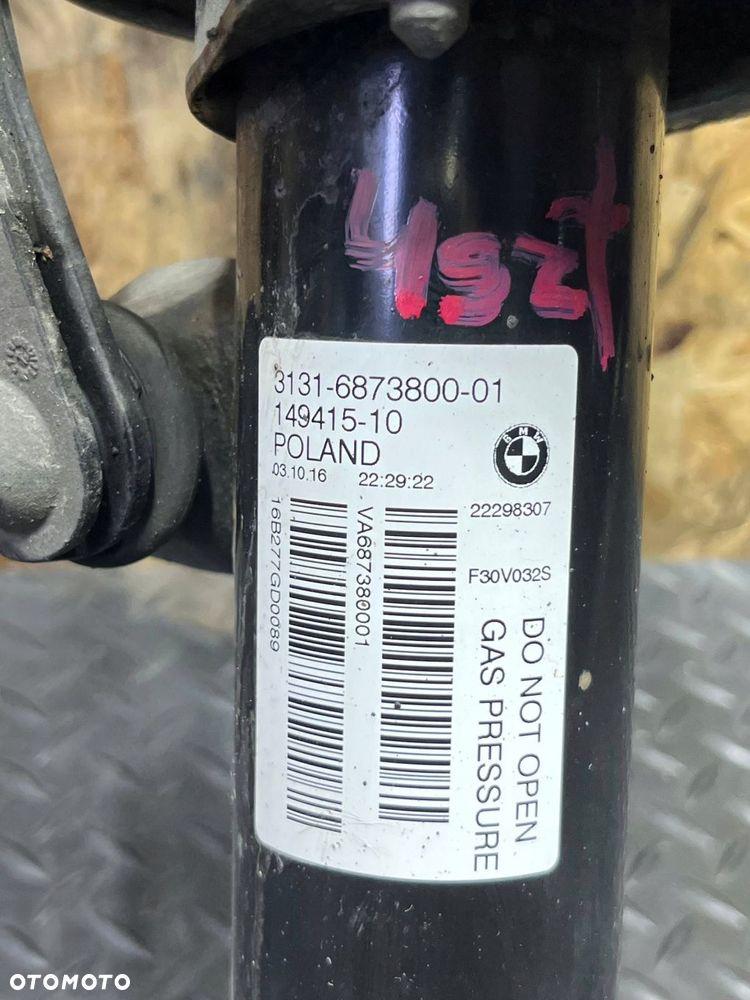 4szt
3131-6873800-01
149415-10
POLAND
03.10.16 22:29:22
BMW
22298307
F30V032S
16B277GD0089
VA687380001
DO NOT OPEN
GAS PRESSURE
OTOMOTO